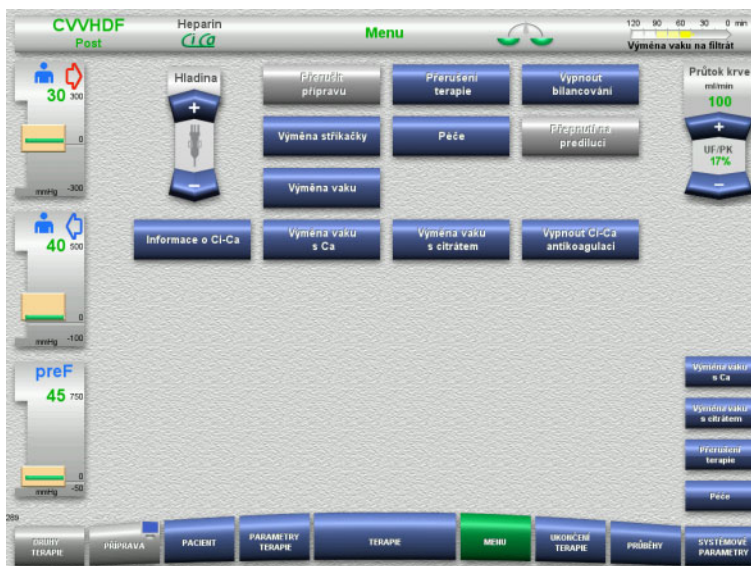 CVVHDF
Post
Heparin
CiCa
Menu
120 90 60 30 0 min
Výměna vaku na filtrát
30 300
0
mmHg -300
40 500
0
mmHg -100
preF
45 750
0
mmHg -50
Hladina
+
−
Přerušit
přípravu
Přerušení
terapie
Vypnout
bilancování
Výměna stříkačky
Péče
Přepnutí na
prediluci
Výměna vaku
Informace o Ci-Ca
Výměna vaku
s Ca
Výměna vaku
s citrátem
Vypnout Ci-Ca
antikoagulaci
Průtok krve
ml/min
100
+
UF/PK
17%
−
Výměna vaku
s Ca
Výměna vaku
s citrátem
Přerušení
terapie
Péče
289
DRUHY
TERAPIE
PŘÍPRAVA
PACIENT
PARAMETRY
TERAPIE
TERAPIE
MENU
UKONČENÍ
TERAPIE
PRŮBĚHY
SYSTÉMOVÉ
PARAMETRY